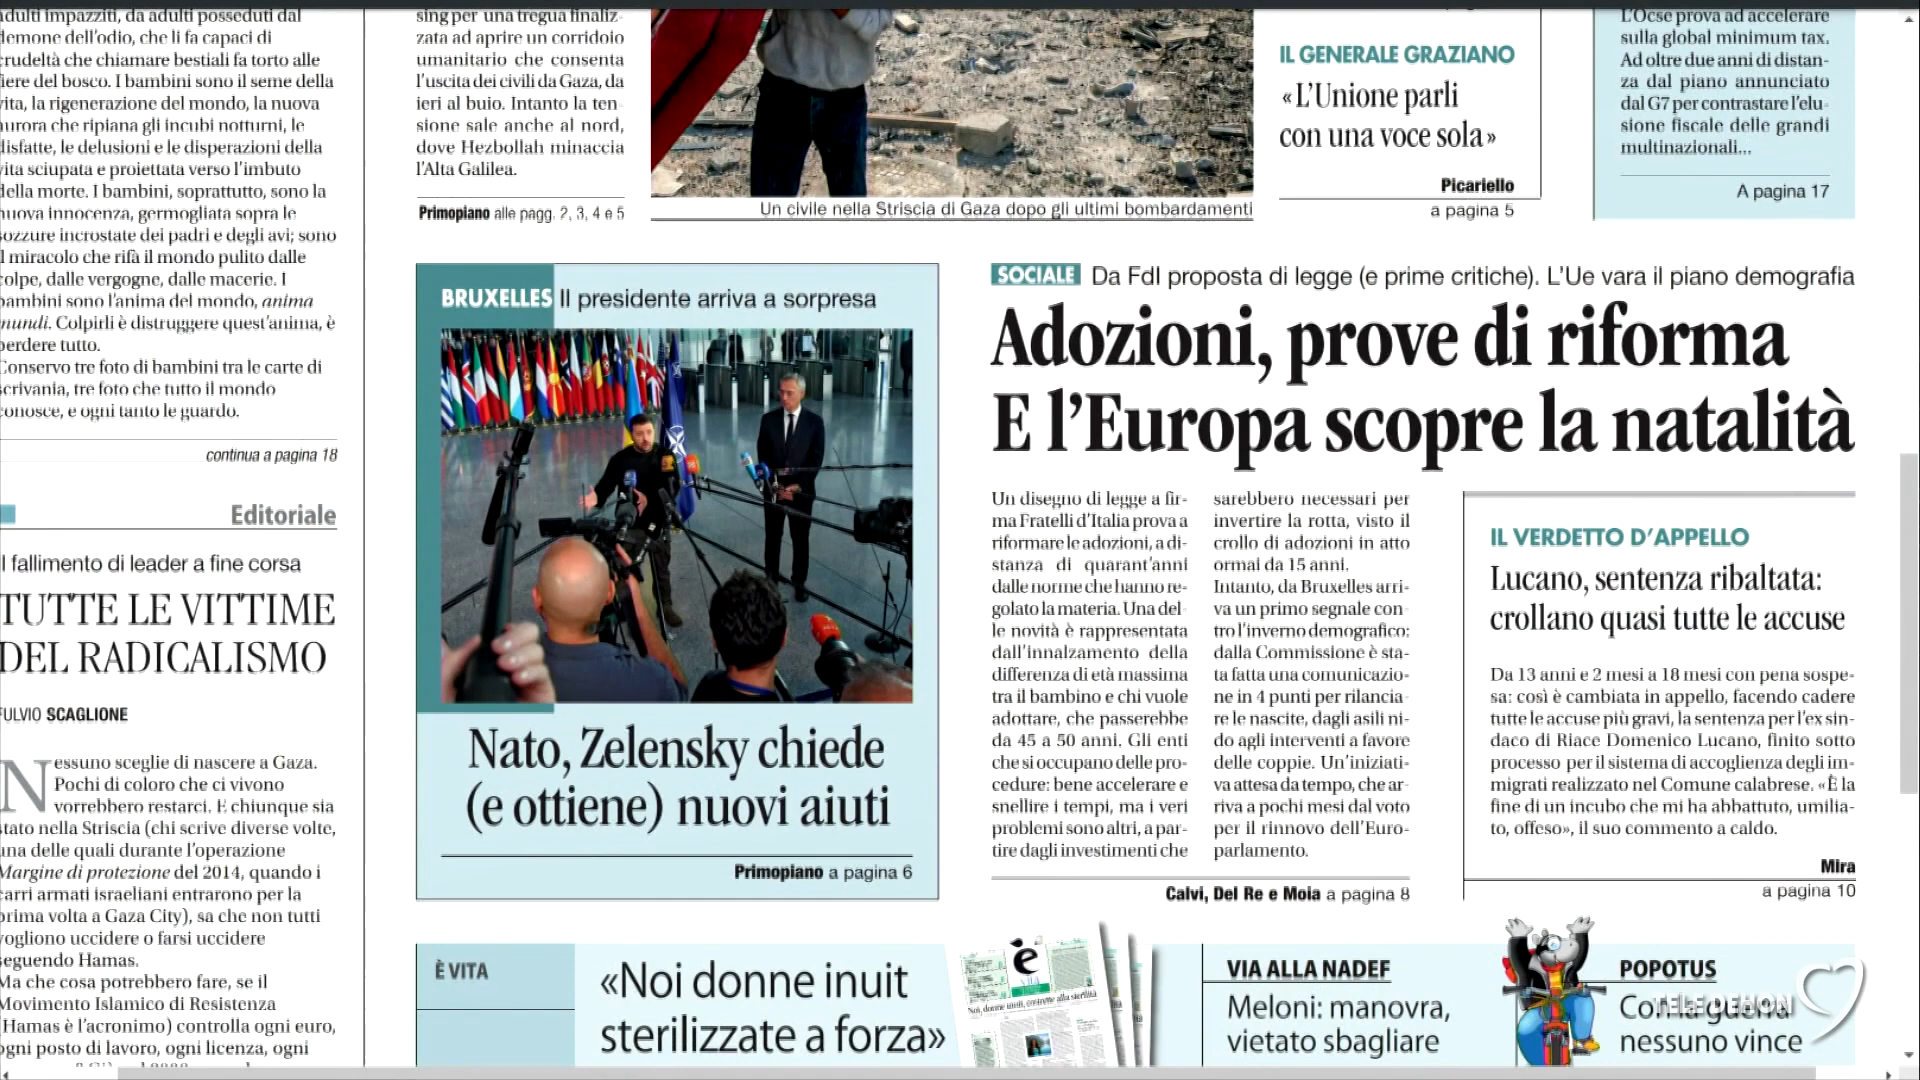 adulti impazziti, da adulti posseduti dal
demone dell'odio, che li fa capaci di
crudeltà che chiamare bestiali fa torto alle
fiere del bosco. I bambini sono il seme della
vita, la rigenerazione del mondo, la nuova
aurora che ripiana gli incubi notturni, le
disfatte, le delusioni e le disperazioni della
vita sciupata e proiettata verso l'imbuto
della morte. I bambini, soprattutto, sono la
nuova innocenza, germogliata sopra le
sozzure incrostate dei padri e degli avi; sono
il miracolo che rifà il mondo pulito dalle
colpe, dalle vergogne, dalle macerie. I
bambini sono l'anima del mondo, anima
mundi. Colpirli è distruggere quest'anima, è
perdere tutto.
Conservo tre foto di bambini tra le carte di
scrivania, tre foto che tutto il mondo
conosce, e ogni tanto le guardo.
continua a pagina 18
Editoriale
Il fallimento di leader a fine corsa
TUTTE LE VITTIME
DEL RADICALISMO
FULVIO SCAGLIONE
Nessuno sceglie di nascere a Gaza.
Pochi di coloro che ci vivono
vorrebbero restarci. E chiunque sia
stato nella Striscia (chi scrive diverse volte,
una delle quali durante l'operazione
Margine di protezione del 2014, quando i
carri armati israeliani entrarono per la
prima volta a Gaza City), sa che non tutti
vogliono uccidere o farsi uccidere
seguendo Hamas.
Ma che cosa potrebbero fare, se il
Movimento Islamico di Resistenza
(Hamas è l'acronimo) controlla ogni euro,
ogni posto di lavoro, ogni licenza, ogni
sing per una tregua finaliz-
zata ad aprire un corridoio
umanitario che consenta
l'uscita dei civili da Gaza, da
ieri al buio. Intanto la ten-
sione sale anche al nord,
dove Hezbollah minaccia
l'Alta Galilea.
Primopiano alle pagg. 2, 3, 4 e 5
Un civile nella Striscia di Gaza dopo gli ultimi bombardamenti
IL GENERALE GRAZIANO
«L'Unione parli
con una voce sola»
Picariello
a pagina 5
L'Ocse prova ad accelerare
sulla global minimum tax.
Ad oltre due anni di distan-
za dal piano annunciato
dal G7 per contrastare l'elu-
sione fiscale delle grandi
multinazionali...
A pagina 17
BRUXELLES Il presidente arriva a sorpresa
Nato, Zelensky chiede
(e ottiene) nuovi aiuti
Primopiano a pagina 6
SOCIALE Da FdI proposta di legge (e prime critiche). L'Ue vara il piano demografia
Adozioni, prove di riforma
E l'Europa scopre la natalità
Un disegno di legge a fir-
ma Fratelli d'Italia prova a
riformare le adozioni, a di-
stanza di quarant'anni
dalle norme che hanno re-
golato la materia. Una del-
le novità è rappresentata
dall'innalzamento della
differenza di età massima
tra il bambino e chi vuole
adottare, che passerebbe
da 45 a 50 anni. Gli enti
che si occupano delle pro-
cedure: bene accelerare e
snellire i tempi, ma i veri
problemi sono altri, a par-
tire dagli investimenti che
sarebbero necessari per
invertire la rotta, visto il
crollo di adozioni in atto
ormai da 15 anni.
Intanto, da Bruxelles arri-
va un primo segnale con-
tro l'inverno demografico:
dalla Commissione è sta-
ta fatta una comunicazio-
ne in 4 punti per rilancia-
re le nascite, dagli asili ni-
do agli interventi a favore
delle coppie. Un'iniziati-
va attesa da tempo, che ar-
riva a pochi mesi dal voto
per il rinnovo dell'Euro-
parlamento.
Calvi, Del Re e Moia a pagina 8
IL VERDETTO D'APPELLO
Lucano, sentenza ribaltata:
crollano quasi tutte le accuse
Da 13 anni e 2 mesi a 18 mesi con pena sospe-
sa: così è cambiata in appello, facendo cadere
tutte le accuse più gravi, la sentenza per l'ex sin-
daco di Riace Domenico Lucano, finito sotto
processo per il sistema di accoglienza degli im-
migrati realizzato nel Comune calabrese. «È la
fine di un incubo che mi ha abbattuto, umilia-
to, offeso», il suo commento a caldo.
Mira
a pagina 10
È VITA
«Noi donne inuit
sterilizzate a forza»
è
VIA ALLA NADEF
Meloni: manovra,
vietato sbagliare
POPOTUS
Con la guerra
nessuno vince
TELE DEHON